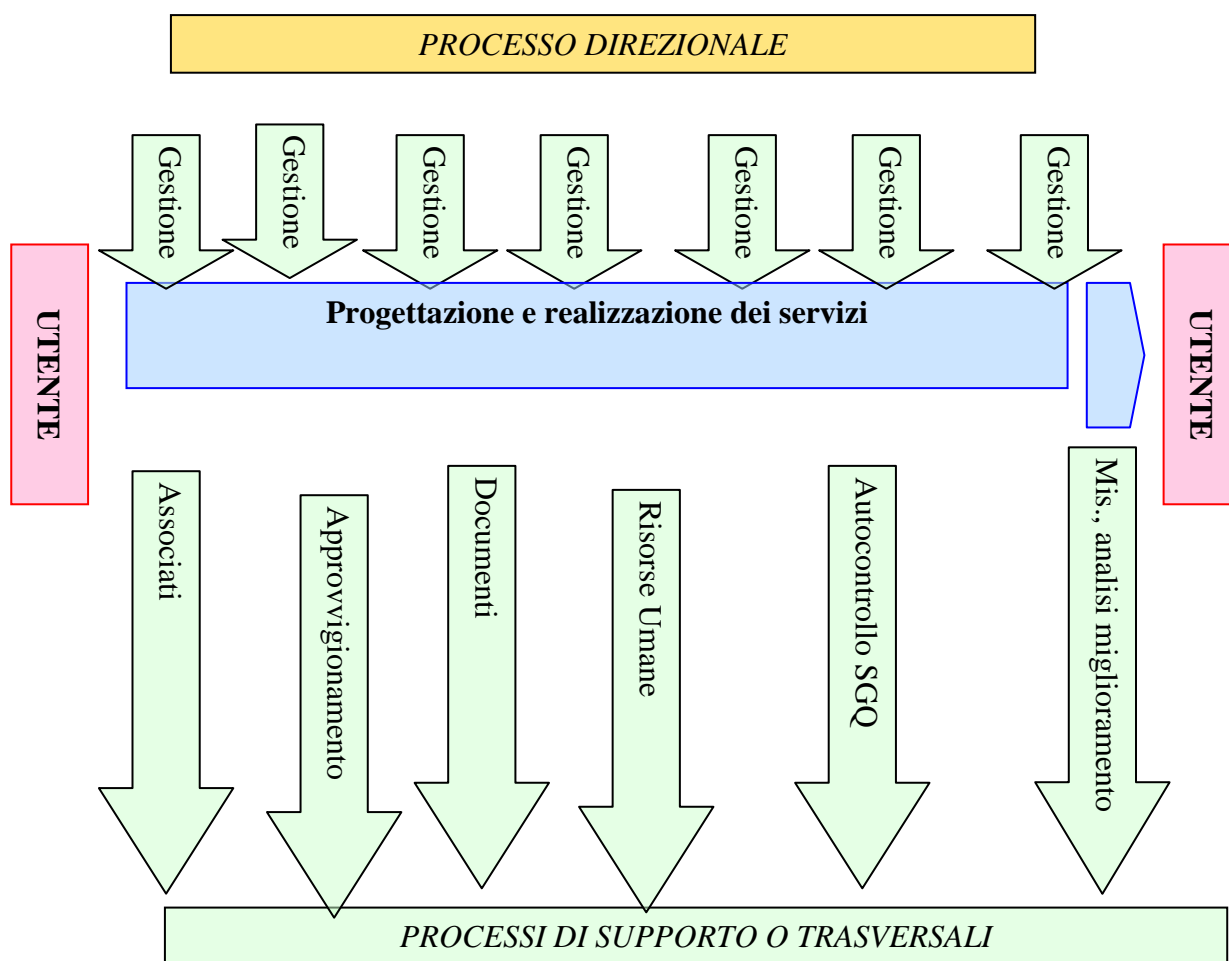 PROCESSO DIREZIONALE
Gestione
Gestione
Gestione
Gestione
Gestione
Gestione
Gestione
UTENTE
Progettazione e realizzazione dei servizi
UTENTE
Associati
Approvvigionamento
Documenti
Risorse Umane
Autocontrollo SGQ
Mis., analisi miglioramento
PROCESSI DI SUPPORTO O TRASVERSALI